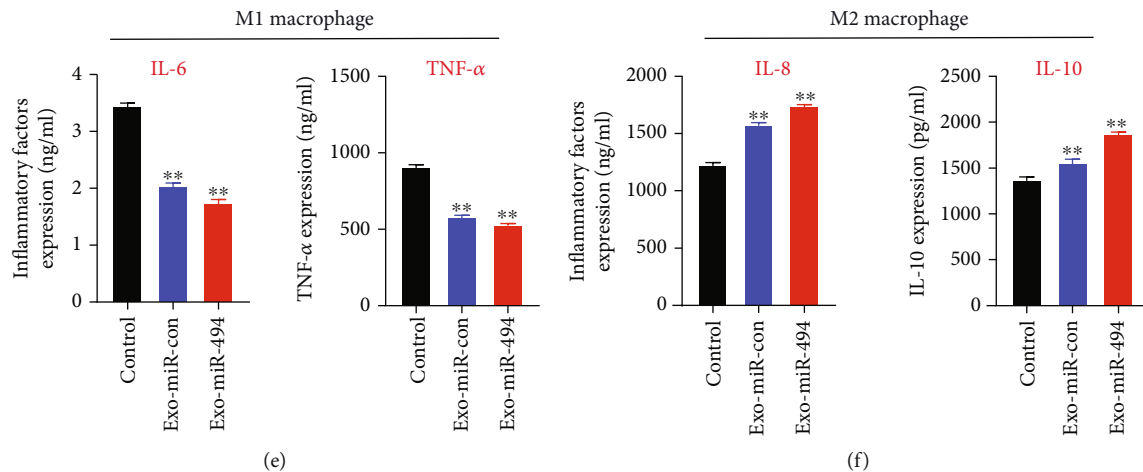 M1 macrophage
IL-6
Inflammatory factors
expression (ng/ml)
4
3
2
1
0
**
**
Control
Exo-miR-con
Exo-miR-494
TNF-α
TNF-α expression (ng/ml)
1500
1000
500
0
**
**
Control
Exo-miR-con
Exo-miR-494
(e)
M2 macrophage
IL-8
Inflammatory factors
expression (ng/ml)
2000
1500
1000
500
0
**
**
Control
Exo-miR-con
Exo-miR-494
IL-10
IL-10 expression (pg/ml)
2500
2000
1500
1000
500
0
**
**
Control
Exo-miR-con
Exo-miR-494
(f)